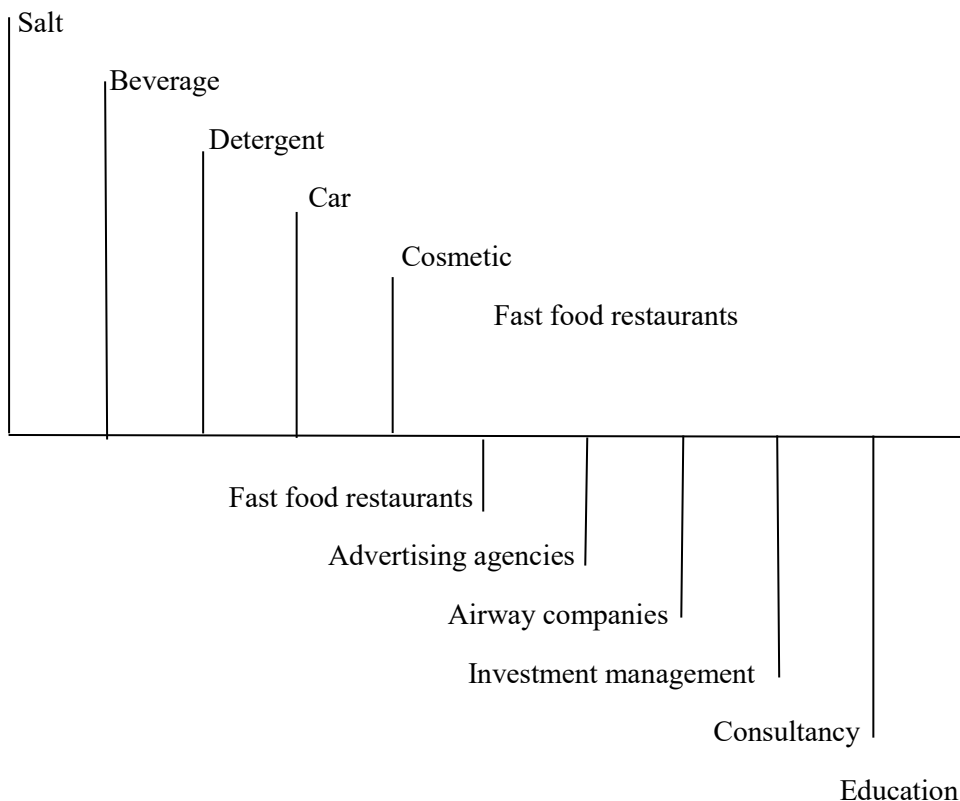 Salt
Beverage
Detergent
Car
Cosmetic
Fast food restaurants
Fast food restaurants
Advertising agencies
Airway companies
Investment management
Consultancy
Education